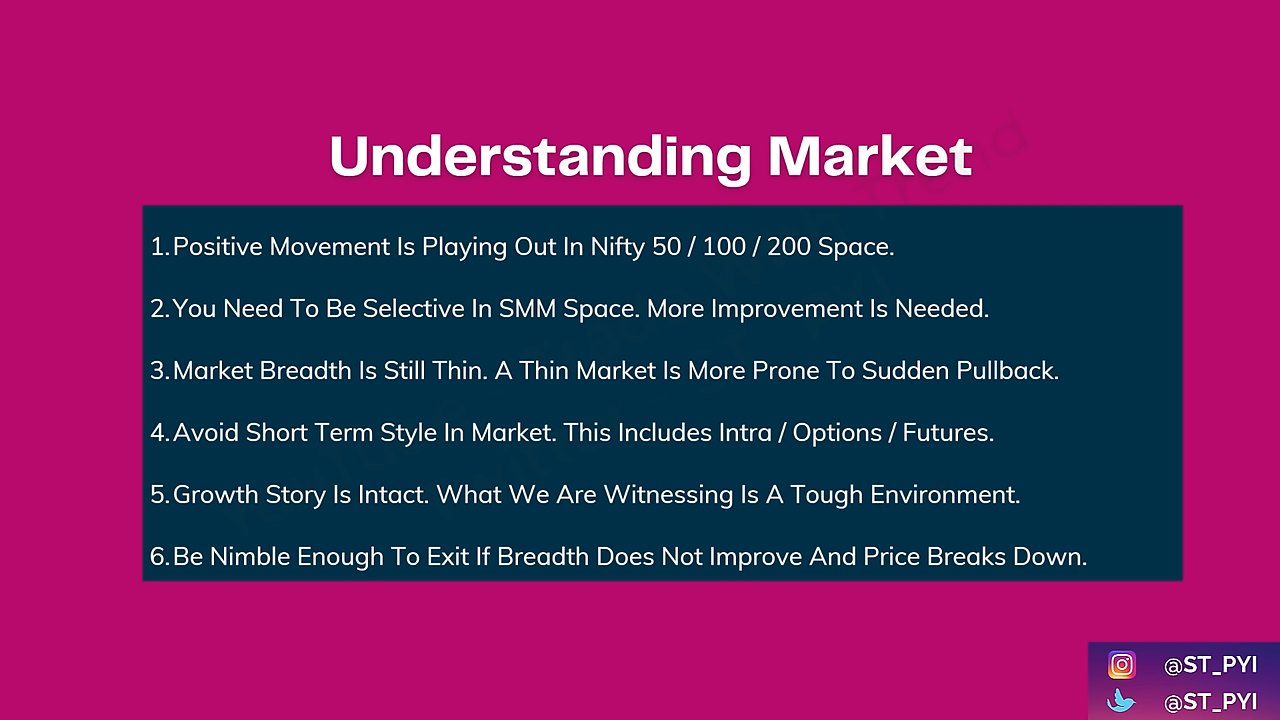 Understanding Market
1. Positive Movement Is Playing Out In Nifty 50 / 100 / 200 Space.
2. You Need To Be Selective In SMM Space. More Improvement Is Needed.
3. Market Breadth Is Still Thin. A Thin Market Is More Prone To Sudden Pullback.
4. Avoid Short Term Style In Market. This Includes Intra / Options / Futures.
5. Growth Story Is Intact. What We Are Witnessing Is A Tough Environment.
6. Be Nimble Enough To Exit If Breadth Does Not Improve And Price Breaks Down.
@ST_PYI
@ST_PYI